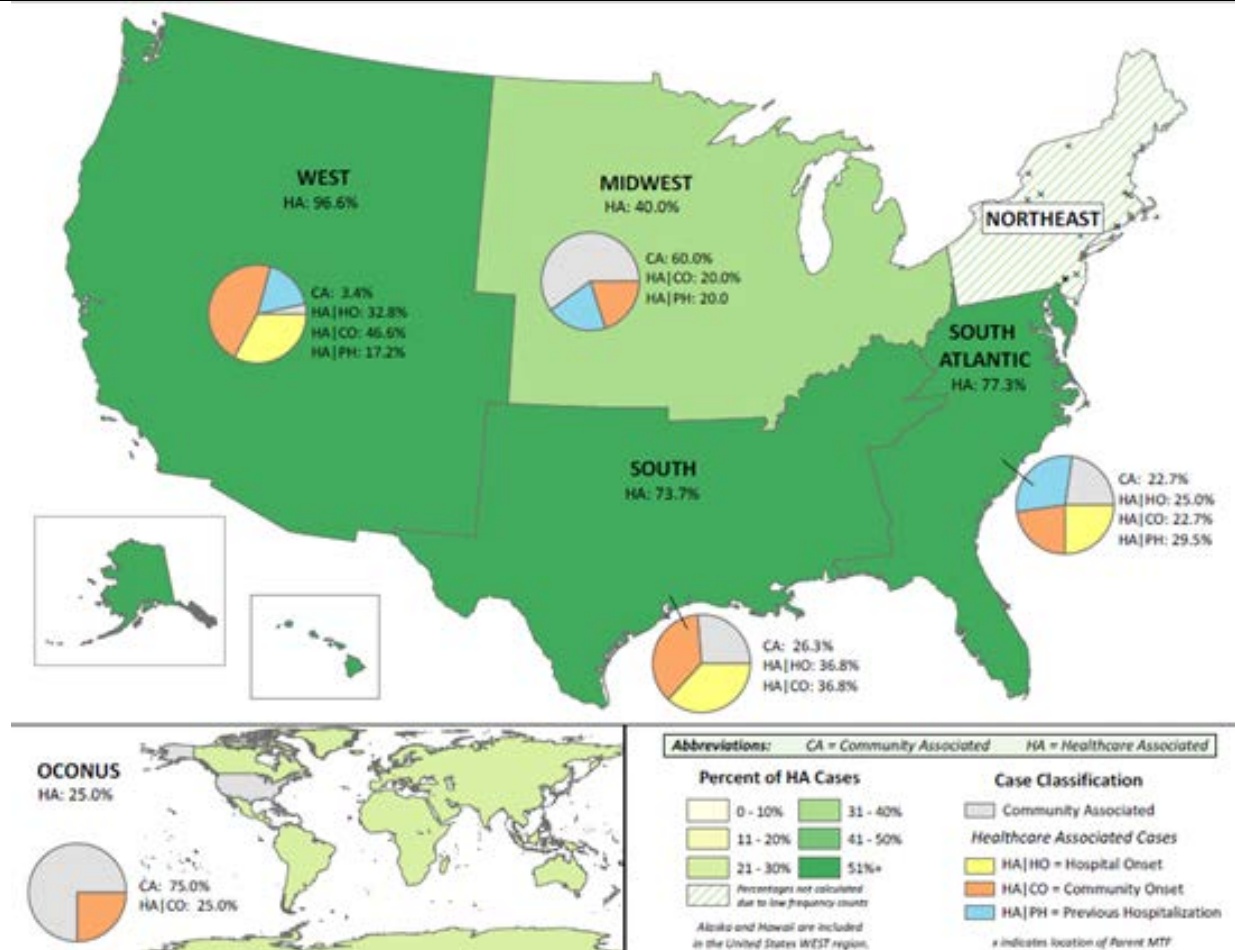 WEST
HA: 96.6%
CA: 3.4%
HA|HO: 32.8%
HA|CO: 46.6%
HA|PH: 17.2%
MIDWEST
HA: 40.0%
CA: 60.0%
HA|CO: 20.0%
HA|PH: 20.0
NORTHEAST
SOUTH
ATLANTIC
HA: 77.3%
CA: 22.7%
HA|HO: 25.0%
HA|CO: 22.7%
HA|PH: 29.5%
SOUTH
HA: 73.7%
CA: 26.3%
HA|HO: 36.8%
HA|CO: 36.8%
OCONUS
HA: 25.0%
CA: 75.0%
HA|CO: 25.0%
Abbreviations: CA = Community Associated HA = Healthcare Associated
Percent of HA Cases
0 - 10%
11 - 20%
21 - 30%
31 - 40%
41 - 50%
51%+
Percentages not calculated
due to low frequency counts
Alaska and Hawaii are included
in the United States WEST region.
Case Classification
Community Associated
Healthcare Associated Cases
HA|HO = Hospital Onset
HA|CO = Community Onset
HA|PH = Previous Hospitalization
x indicates location of Parent MTF